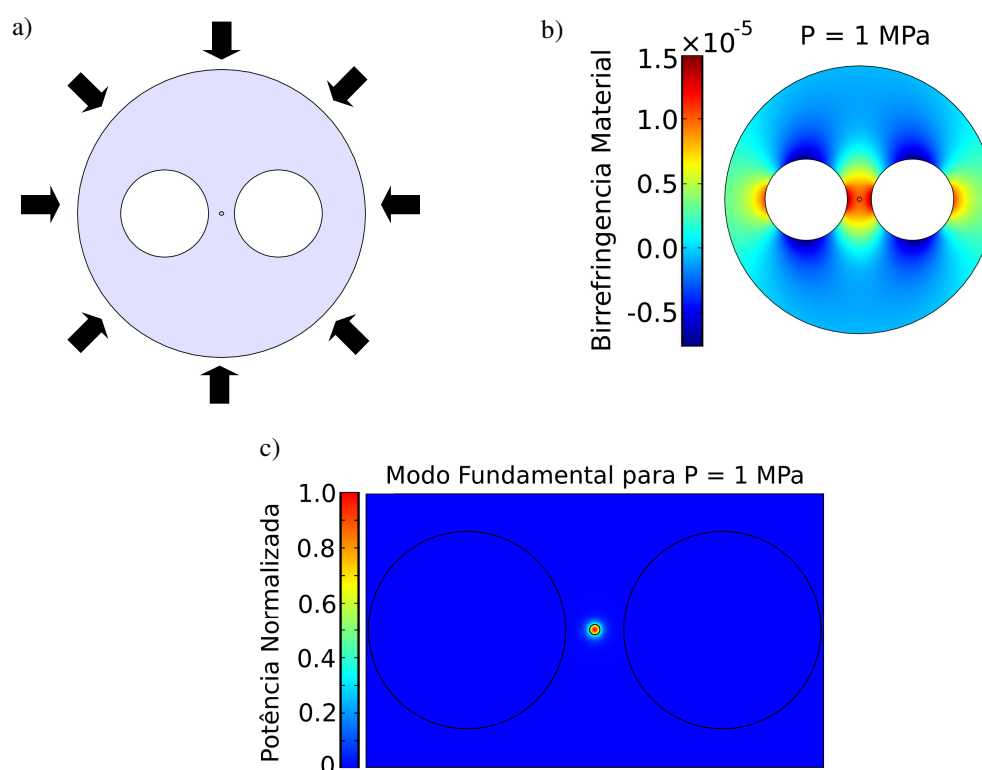 a)
b)
P = 1 MPa
×10⁻⁵
1.5
1.0
0.5
0.0
-0.5
Birrefringencia Material
c)
Modo Fundamental para P = 1 MPa
1.0
0.8
0.6
0.4
0.2
0
Potência Normalizada